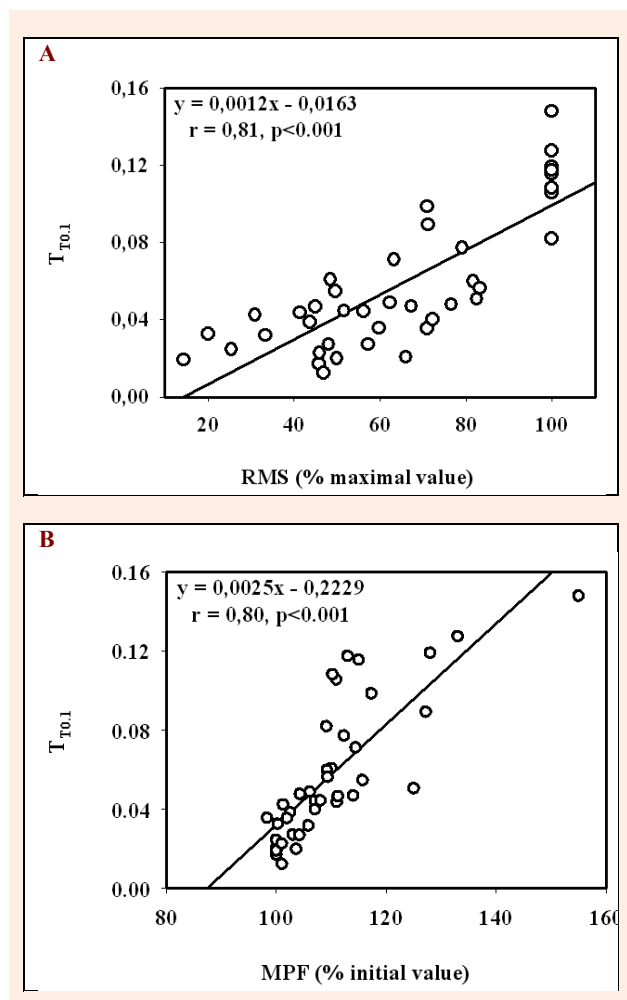 A
y = 0,0012x - 0,0163
r = 0,81, p<0.001
0,16
0,12
0,08
0,04
0,00
T T0.1
20 40 60 80 100
RMS (% maximal value)
B
y = 0,0025x - 0,2229
r = 0,80, p<0.001
0.16
0.12
0.08
0.04
0.00
T T0.1
80 100 120 140 160
MPF (% initial value)